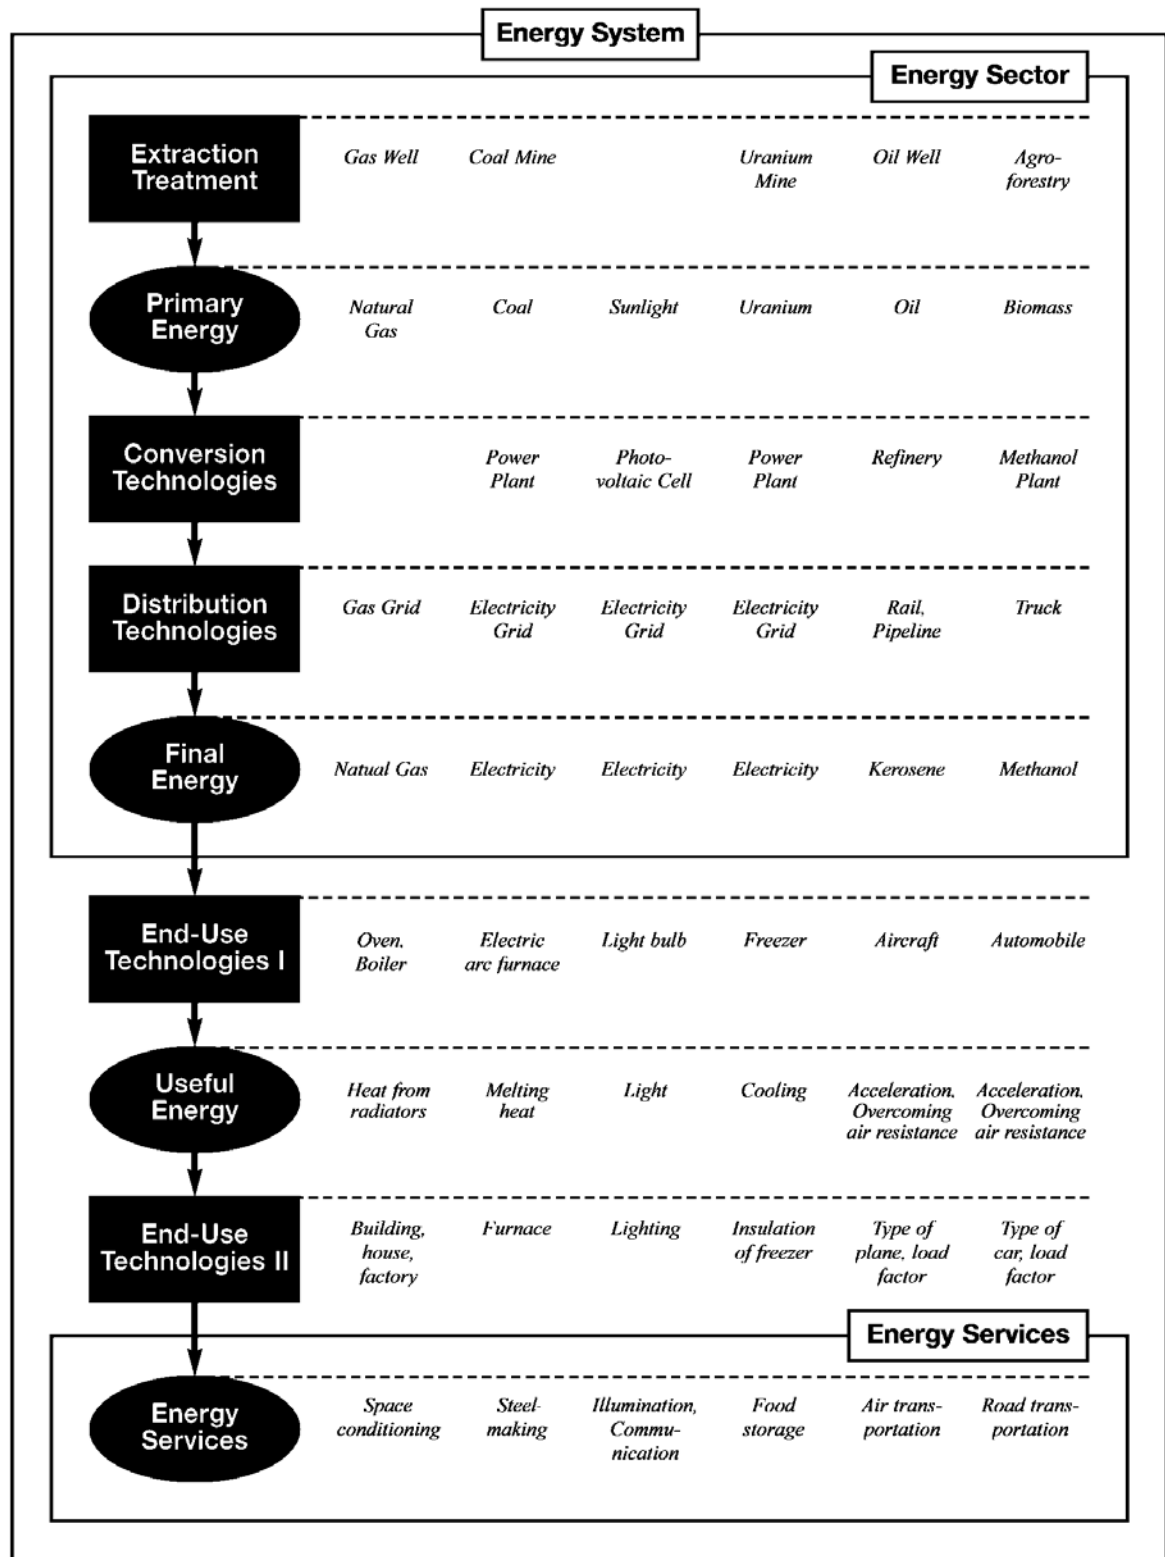 Energy System
Energy Sector
Extraction
Treatment
Gas Well
Coal Mine
Uranium
Mine
Oil Well
Agro-
forestry
Primary
Energy
Natural
Gas
Coal
Sunlight
Uranium
Oil
Biomass
Conversion
Technologies
Power
Plant
Photo-
voltaic Cell
Power
Plant
Refinery
Methanol
Plant
Distribution
Technologies
Gas Grid
Electricity
Grid
Electricity
Grid
Electricity
Grid
Rail,
Pipeline
Truck
Final
Energy
Natual Gas
Electricity
Electricity
Electricity
Kerosene
Methanol
End-Use
Technologies I
Oven,
Boiler
Electric
arc furnace
Light bulb
Freezer
Aircraft
Automobile
Useful
Energy
Heat from
radiators
Melting
heat
Light
Cooling
Acceleration,
Overcoming
air resistance
Acceleration,
Overcoming
air resistance
End-Use
Technologies II
Building,
house,
factory
Furnace
Lighting
Insulation
of freezer
Type of
plane, load
factor
Type of
car, load
factor
Energy Services
Energy
Services
Space
conditioning
Steel-
making
Illumination,
Commu-
nication
Food
storage
Air trans-
portation
Road trans-
portation